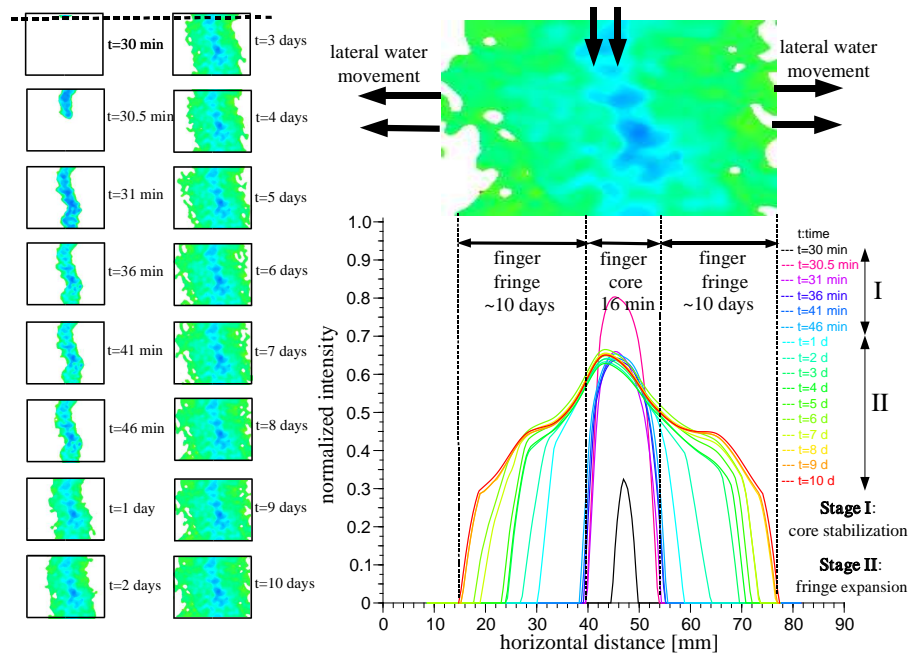 t=30 min
t=30.5 min
t=31 min
t=36 min
t=41 min
t=46 min
t=1 day
t=2 days
t=3 days
t=4 days
t=5 days
t=6 days
t=7 days
t=8 days
t=9 days
t=10 days
lateral water
movement
lateral water
movement
1.0
0.9
0.8
0.7
0.6
0.5
0.4
0.3
0.2
0.1
0
normalized intensity
finger
fringe
~10 days
finger
core
16 min
finger
fringe
~10 days
t:time
t=30 min
t=30.5 min
t=31 min
t=36 min
t=41 min
t=46 min
t=1 d
t=2 d
t=3 d
t=4 d
t=5 d
t=6 d
t=7 d
t=8 d
t=9 d
t=10 d
I
II
Stage I:
core stabilization
Stage II:
fringe expansion
0 10 20 30 40 50 60 70 80 90
horizontal distance [mm]